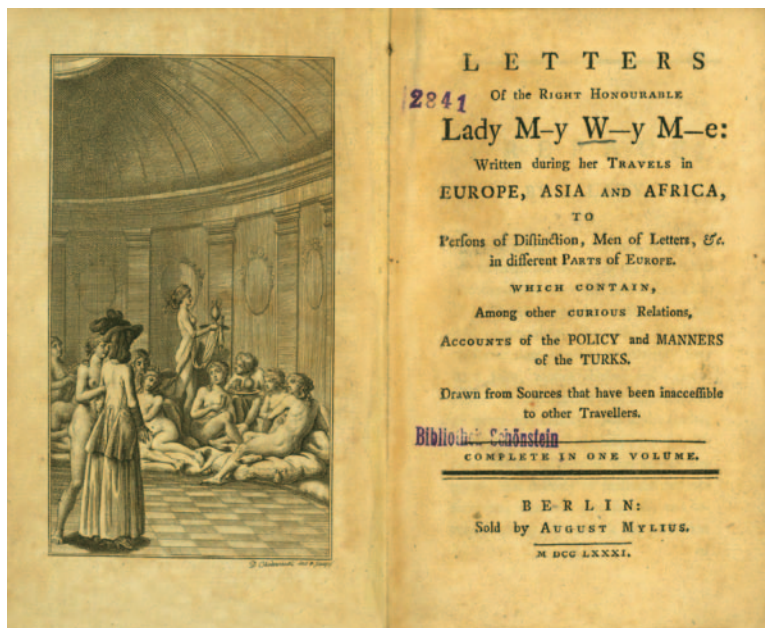 LETTERS
2841
Of the RIGHT HONOURABLE
Lady M–y W—y M—e:
Written during her TRAVELS in
EUROPE, ASIA AND AFRICA,
TO
Perſons of Diſtinction, Men of Letters, &c.
in different PARTS of EUROPE.
WHICH CONTAIN,
Among other CURIOUS Relations,
ACCOUNTS of the POLICY and MANNERS
of the TURKS.
Drawn from Sources that have been inacceſſible
to other Travellers.
Bibliothek Schönstein
COMPLETE IN ONE VOLUME.
BERLIN:
Sold by AUGUST MYLIUS.
M DCC LXXXI.